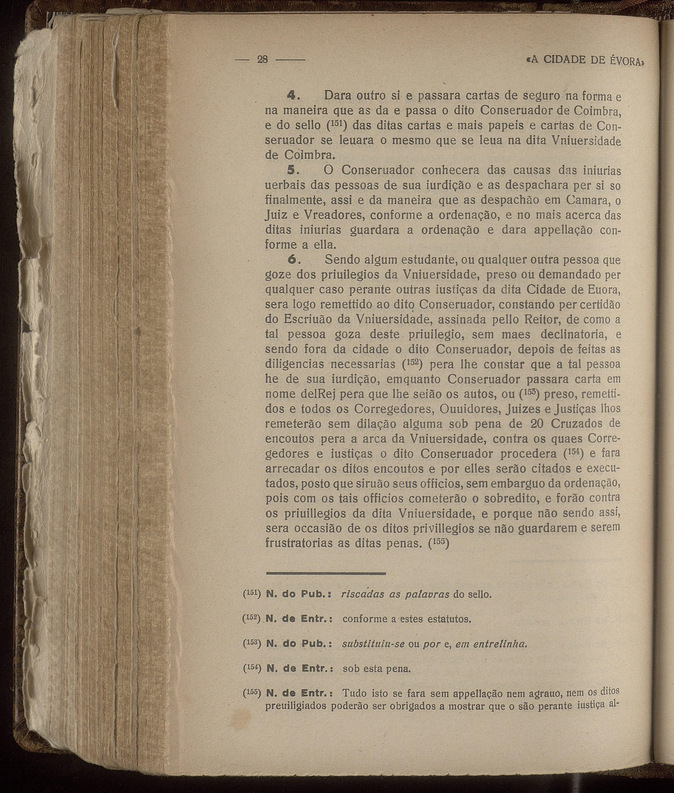 — 28 —— «A CIDADE DE ÉVORA»
4. Dara outro si e passara cartas de seguro na forma e
na maneira que as da e passa o dito Conseruador de Coimbra,
e do sello (151) das ditas cartas e mais papeis e cartas de Con-
seruador se leuara o mesmo que se leua na dita Vniuersidade
de Coimbra.
5. O Conseruador conhecera das causas das iniurias
uerbais das pessoas de sua iurdição e as despachara per si so
finalmente, assi e da maneira que as despachão em Camara, o
Juiz e Vreadores, conforme a ordenação, e no mais acerca das
ditas iniurias guardara a ordenação e dara appellação con-
forme a ella.
6. Sendo algum estudante, ou qualquer outra pessoa que
goze dos priuilegios da Vniuersidade, preso ou demandado per
qualquer caso perante outras iustiças da dita Cidade de Euora,
sera logo remettido ao dito Conseruador, constando per certidão
do Escriuão da Vniuersidade, assinada pello Reitor, de como a
tal pessoa goza deste priuilegio, sem maes declinatoria, e
sendo fora da cidade o dito Conseruador, depois de feitas as
diligencias necessarias (152) pera lhe constar que a tal pessoa
he de sua iurdição, emquanto Conseruador passara carta em
nome delRej pera que lhe seião os autos, ou (153) preso, remetti-
dos e todos os Corregedores, Ouuidores, Juizes e Justiças lhos
remeterão sem dilação alguma sob pena de 20 Cruzados de
encoutos pera a arca da Vniuersidade, contra os quaes Corre-
gedores e iustiças o dito Conseruador procedera (154) e fara
arrecadar os ditos encoutos e por elles serão citados e execu-
tados, posto que siruão seus officios, sem embarguo da ordenação,
pois com os tais officios cometerão o sobredito, e forão contra
os priuillegios da dita Vniuersidade, e porque não sendo assi,
sera occasião de os ditos privillegios se não guardarem e serem
frustratorias as ditas penas. (155)
(151) N. do Pub.: riscadas as palavras do sello.
(152) N. de Entr.: conforme a estes estatutos.
(153) N. do Pub.: substituiu-se ou por e, em entrelinha.
(154) N. de Entr.: sob esta pena.
(155) N. de Entr.: Tudo isto se fara sem appellação nem agrauo, nem os ditos
preuiligiados poderão ser obrigados a mostrar que o são perante iustiça al-